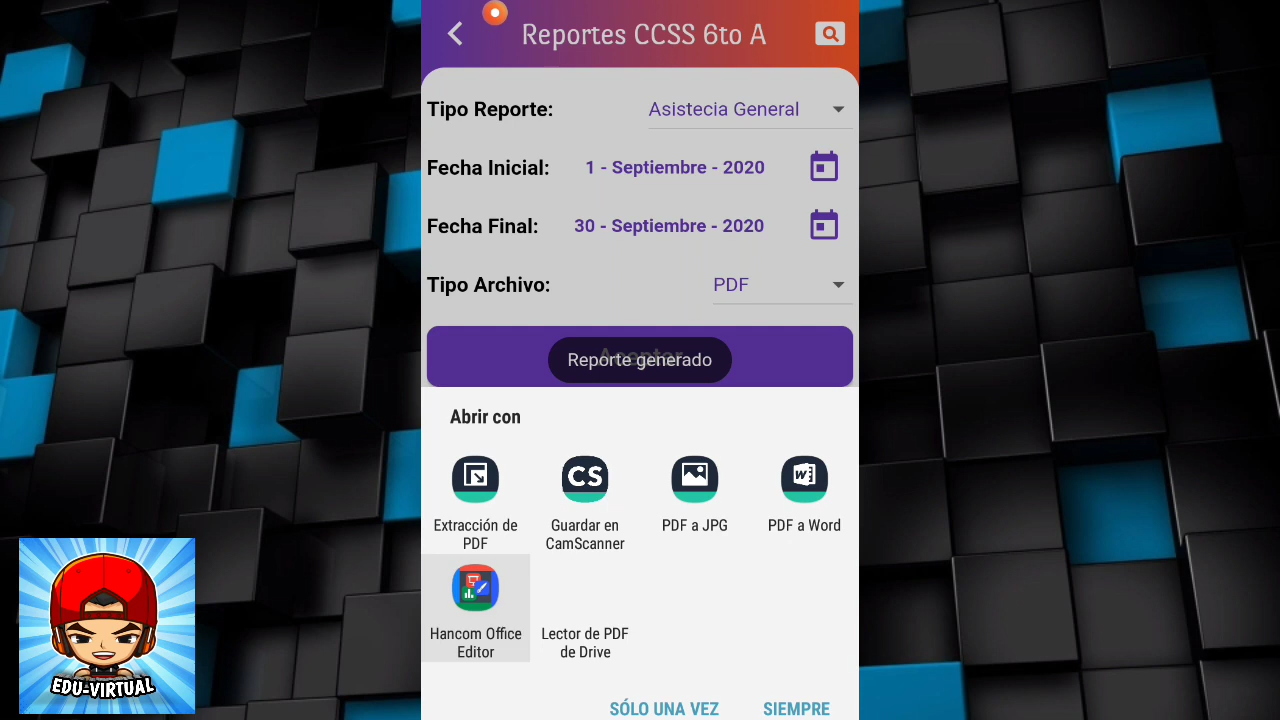 Reportes CCSS 6to A
Tipo Reporte: Asistecia General
Fecha Inicial: 1 - Septiembre - 2020
Fecha Final: 30 - Septiembre - 2020
Tipo Archivo: PDF
Aceptar
Reporte generado
Abrir con
Extracción de PDF
Guardar en CamScanner
PDF a JPG
PDF a Word
Hancom Office Editor
Lector de PDF de Drive
SÓLO UNA VEZ SIEMPRE
CS
W
EDU-VIRTUAL